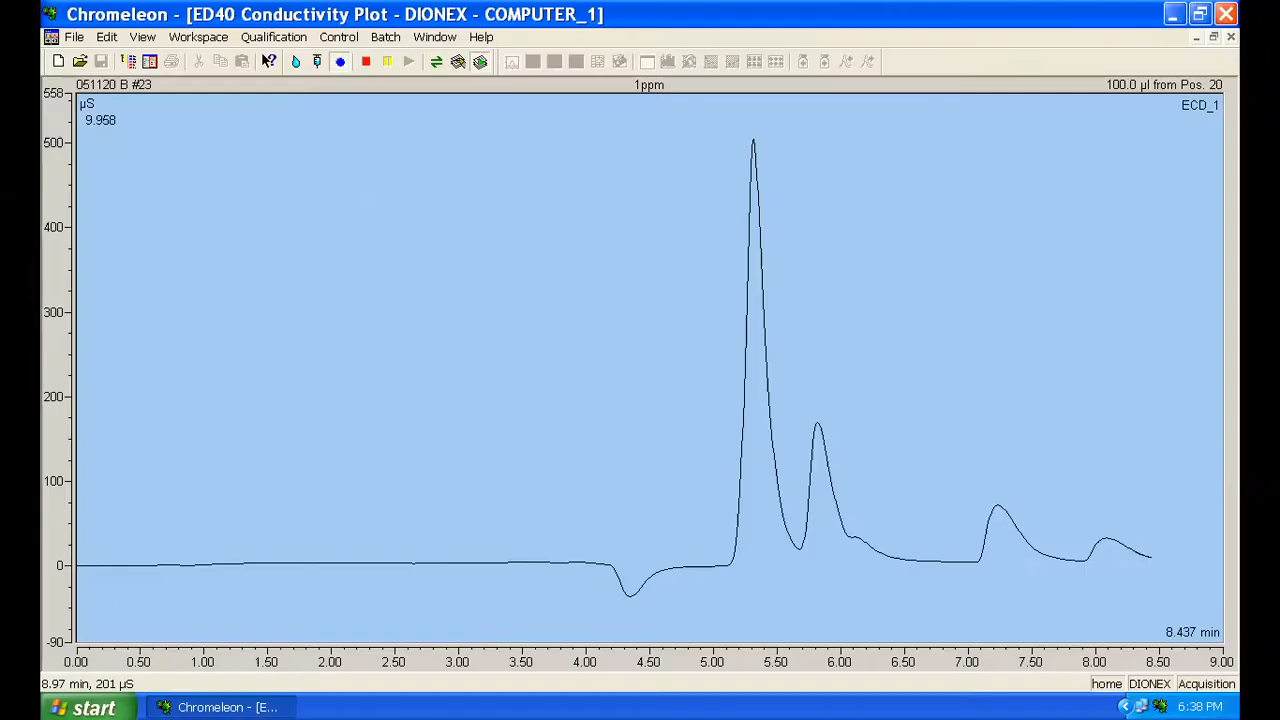 Chromeleon - [ED40 Conductivity Plot - DIONEX - COMPUTER_1]
File Edit View Workspace Qualification Control Batch Window Help
051120 B #23 1ppm 100.0 µl from Pos. 20
558
µS ECD_1
9.958
500
400
300
200
100
0
8.437 min
-90
0.00 0.50 1.00 1.50 2.00 2.50 3.00 3.50 4.00 4.50 5.00 5.50 6.00 6.50 7.00 7.50 8.00 8.50 9.00
8.97 min, 201 µS home DIONEX Acquisition
start Chromeleon - [E... 6:38 PM